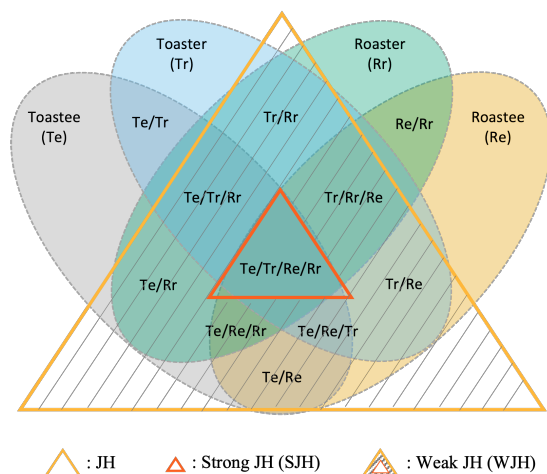 Toaster
(Tr)
Roaster
(Rr)
Toastee
(Te)
Roastee
(Re)
Te/Tr
Tr/Rr
Re/Rr
Te/Tr/Rr
Tr/Rr/Re
Te/Tr/Re/Rr
Te/Rr
Tr/Re
Te/Re/Rr
Te/Re/Tr
Te/Re
: JH
: Strong JH (SJH)
: Weak JH (WJH)